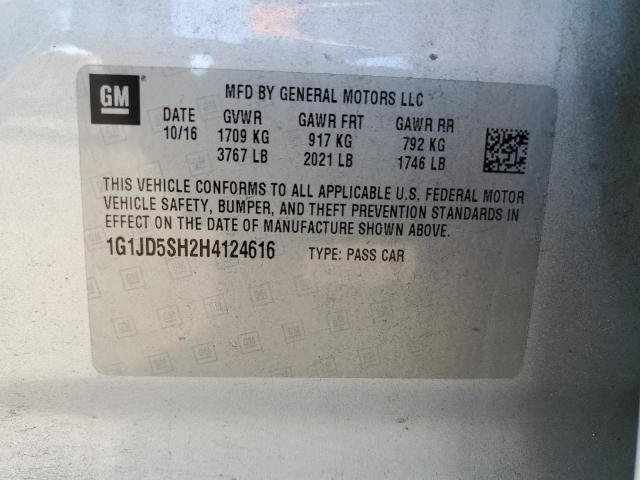 GM
MFD BY GENERAL MOTORS LLC
DATE GVWR GAWR FRT GAWR RR
10/16 1709 KG 917 KG 792 KG
3767 LB 2021 LB 1746 LB
THIS VEHICLE CONFORMS TO ALL APPLICABLE U.S. FEDERAL MOTOR
VEHICLE SAFETY, BUMPER, AND THEFT PREVENTION STANDARDS IN
EFFECT ON THE DATE OF MANUFACTURE SHOWN ABOVE.
1G1JD5SH2H4124616 TYPE: PASS CAR